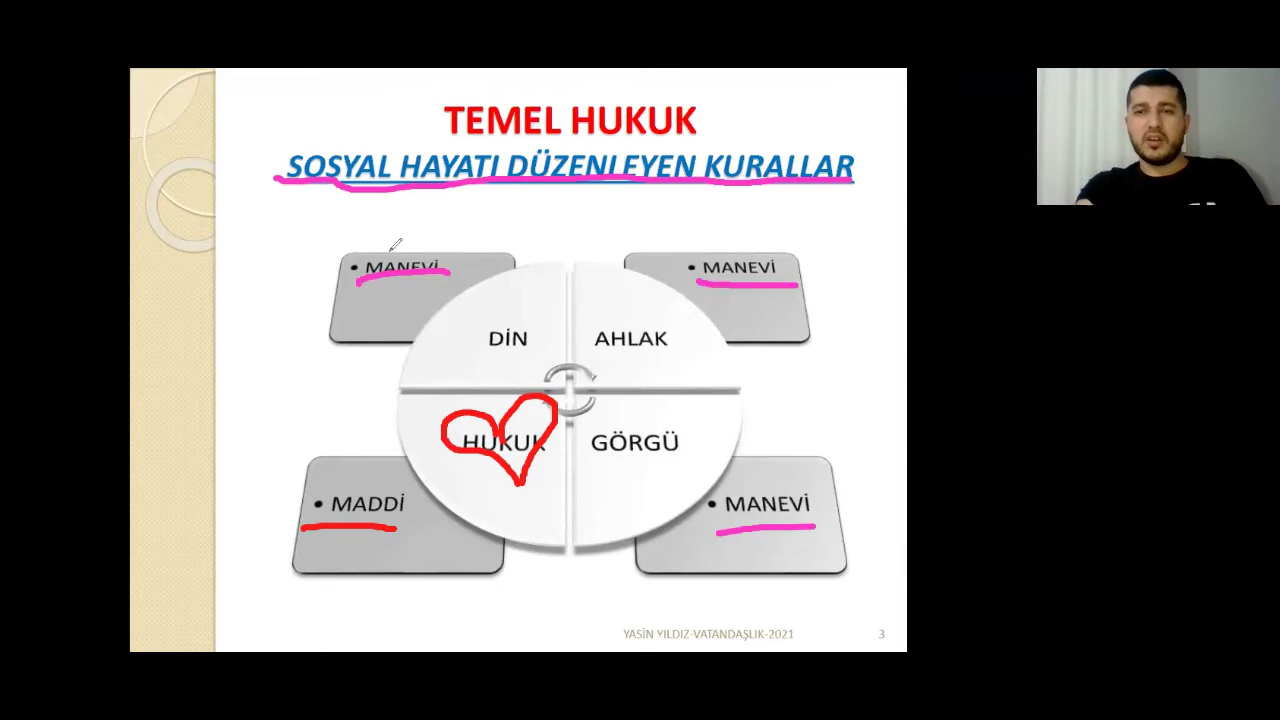 TEMEL HUKUK
SOSYAL HAYATI DÜZENLEYEN KURALLAR
• MANEVİ
• MANEVİ
DİN
AHLAK
HUKUK
GÖRGÜ
• MADDİ
• MANEVİ
YASİN YILDIZ-VATANDAŞLIK-2021
3